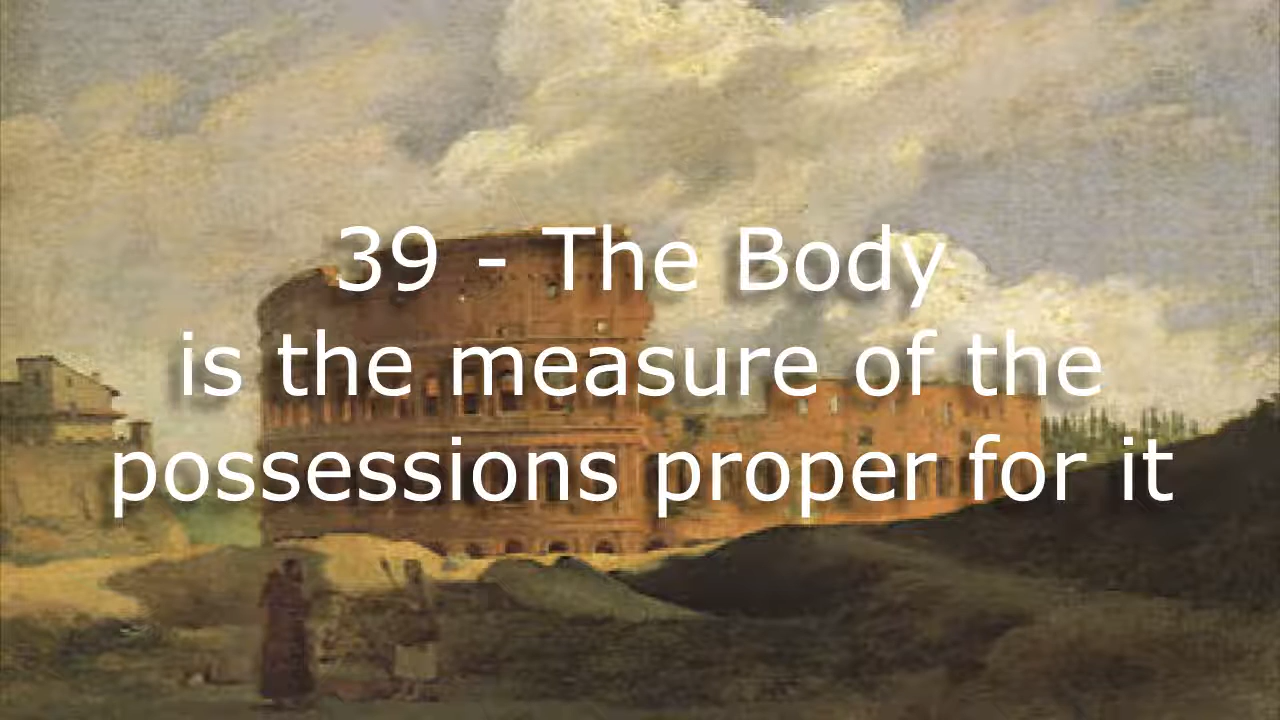 39 - The Body
is the measure of the
possessions proper for it